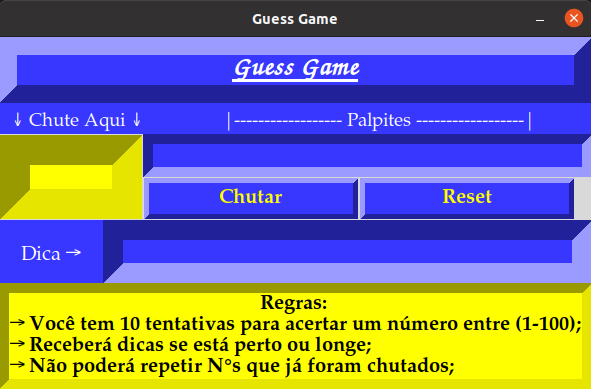 Guess Game
Guess Game
↓ Chute Aqui ↓ |------------------ Palpites ------------------|
Chutar Reset
Dica →
Regras:
→ Você tem 10 tentativas para acertar um número entre (1-100);
→ Receberá dicas se está perto ou longe;
→ Não poderá repetir N°s que já foram chutados;